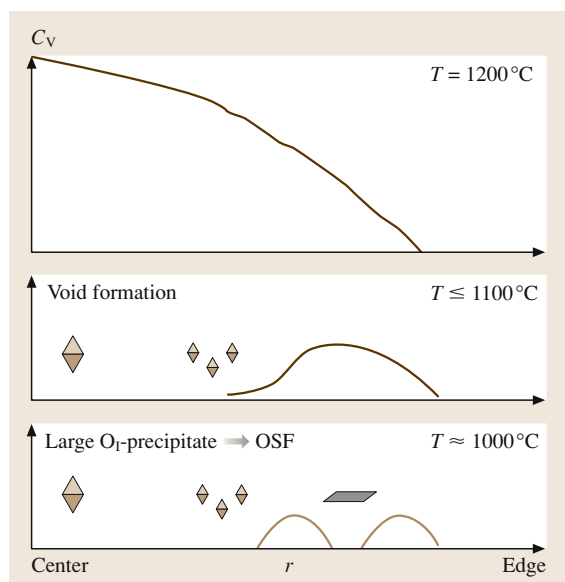 C_V
T = 1200 °C
Void formation
T ≤ 1100 °C
Large O_I-precipitate → OSF
T ≈ 1000 °C
Center r Edge